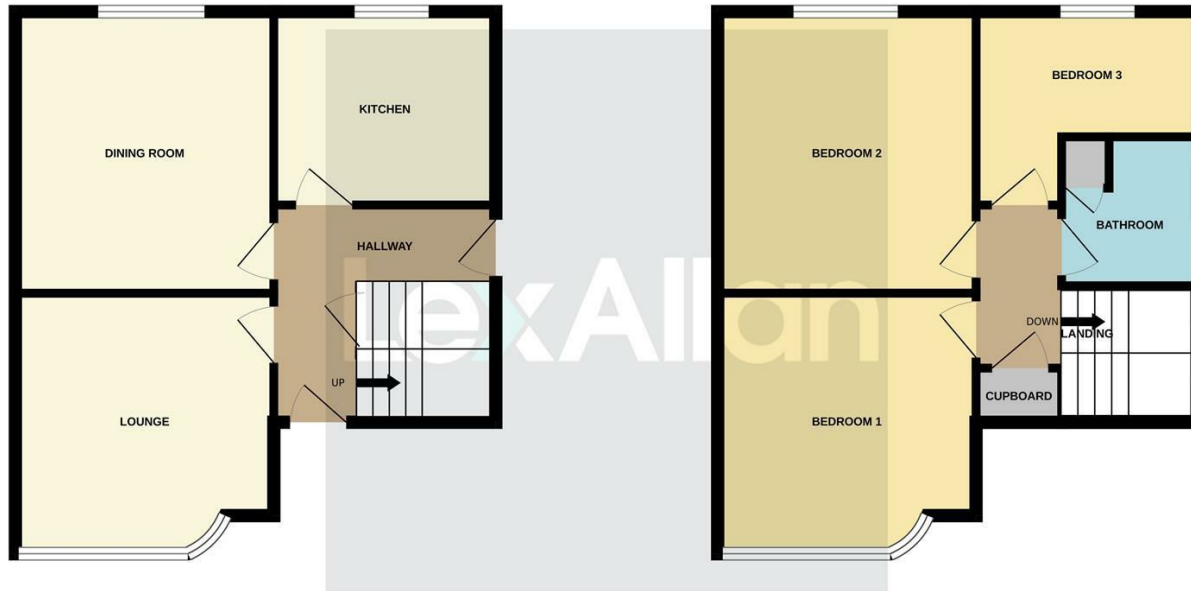 DINING ROOM
KITCHEN
HALLWAY
LOUNGE
UP
LexAllan
BEDROOM 2
BEDROOM 3
BATHROOM
DOWN
LANDING
CUPBOARD
BEDROOM 1